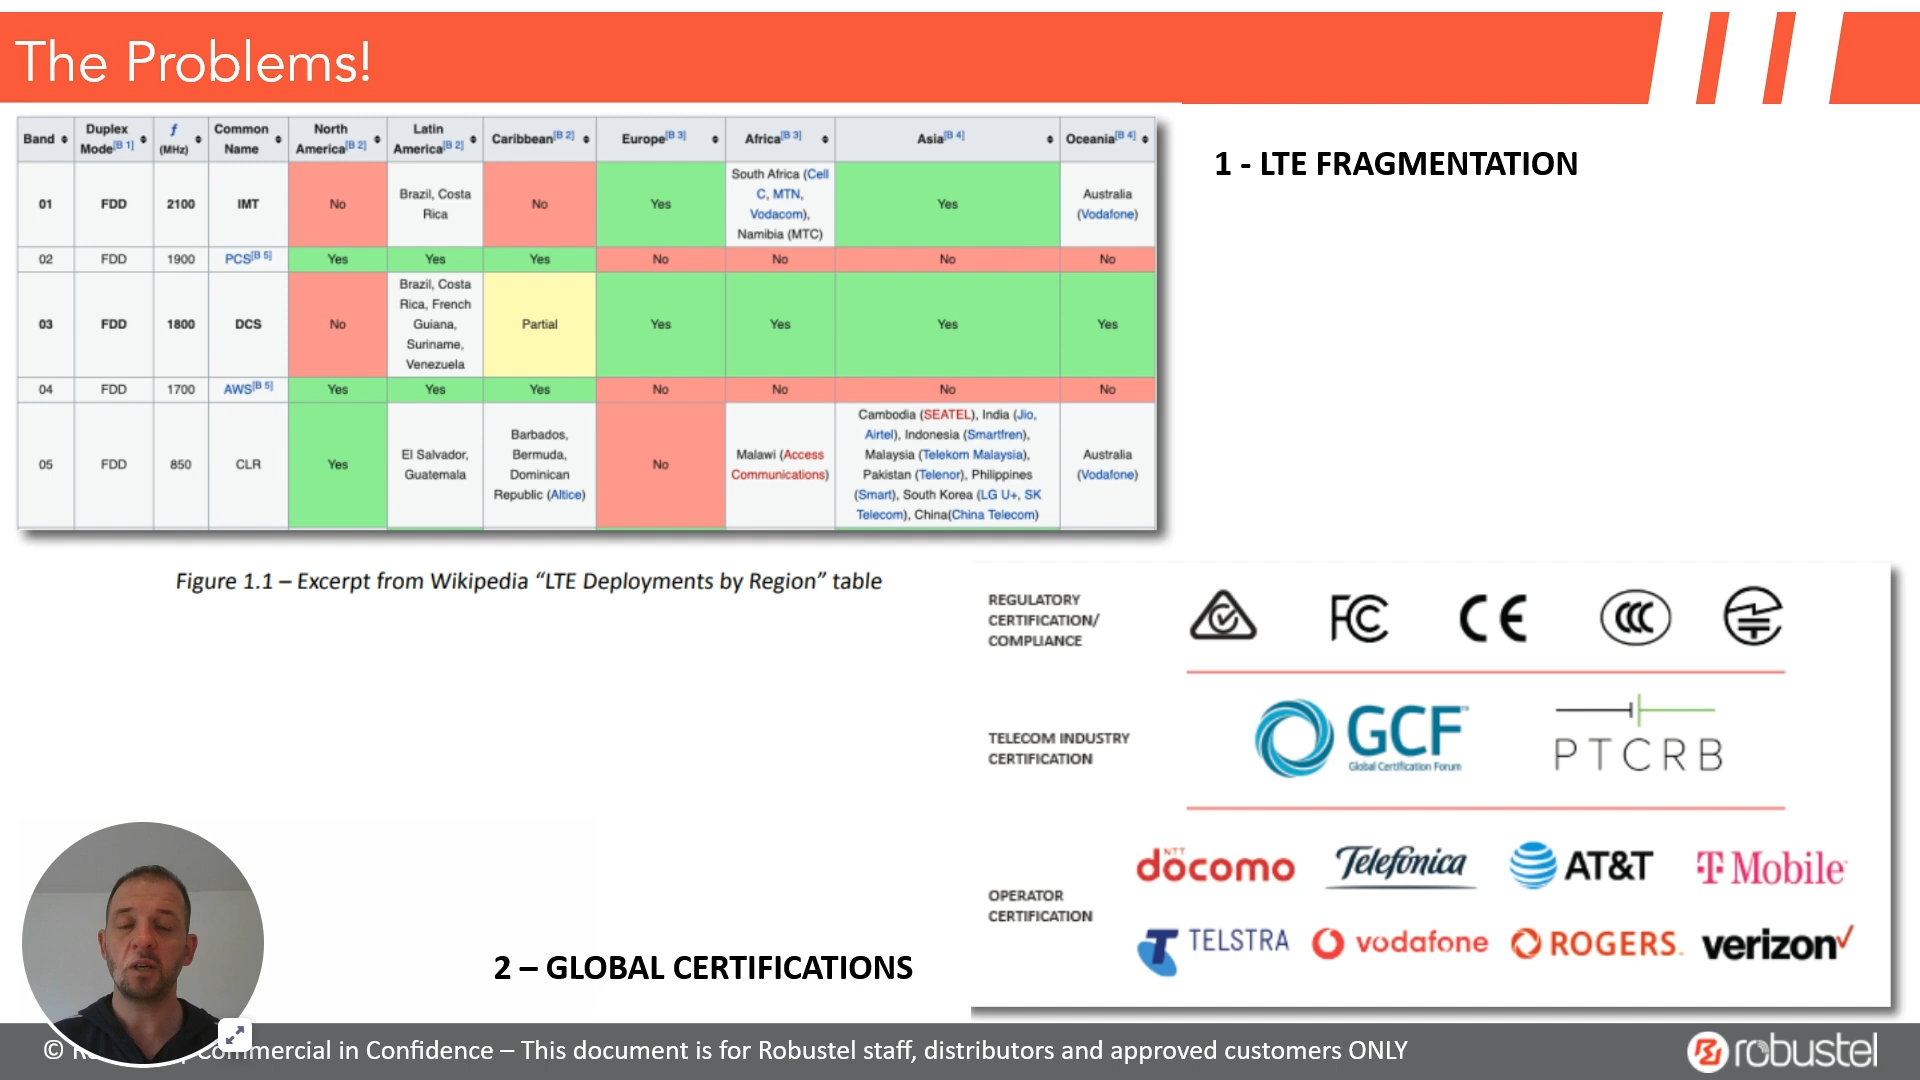 The Problems!
Band Duplex Mode[B 1] f (MHz) Common Name North America[B 2] Latin America[B 2] Caribbean[B 2] Europe[B 3] Africa[B 3] Asia[B 4] Oceania[B 4]
01 FDD 2100 IMT No Brazil, Costa Rica No Yes South Africa (Cell C, MTN, Vodacom), Namibia (MTC) Yes Australia (Vodafone)
02 FDD 1900 PCS[B 5] Yes Yes Yes No No No No
03 FDD 1800 DCS No Brazil, Costa Rica, French Guiana, Suriname, Venezuela Partial Yes Yes Yes Yes
04 FDD 1700 AWS[B 5] Yes Yes Yes No No No No
05 FDD 850 CLR Yes El Salvador, Guatemala Barbados, Bermuda, Dominican Republic (Altice) No Malawi (Access Communications) Cambodia (SEATEL), India (Jio, Airtel), Indonesia (Smartfren), Malaysia (Telekom Malaysia), Pakistan (Telenor), Philippines (Smart), South Korea (LG U+, SK Telecom), China(China Telecom) Australia (Vodafone)
1 - LTE FRAGMENTATION
Figure 1.1 – Excerpt from Wikipedia “LTE Deployments by Region” table
REGULATORY
CERTIFICATION/
COMPLIANCE
FC CE CCC
TELECOM INDUSTRY
CERTIFICATION
GCF
Global Certification Forum
PTCRB
OPERATOR
CERTIFICATION
NTT
döcomo Telefónica AT&T T Mobile
TELSTRA vodafone ROGERS verizon
2 – GLOBAL CERTIFICATIONS
© Commercial in Confidence – This document is for Robustel staff, distributors and approved customers ONLY
robustel